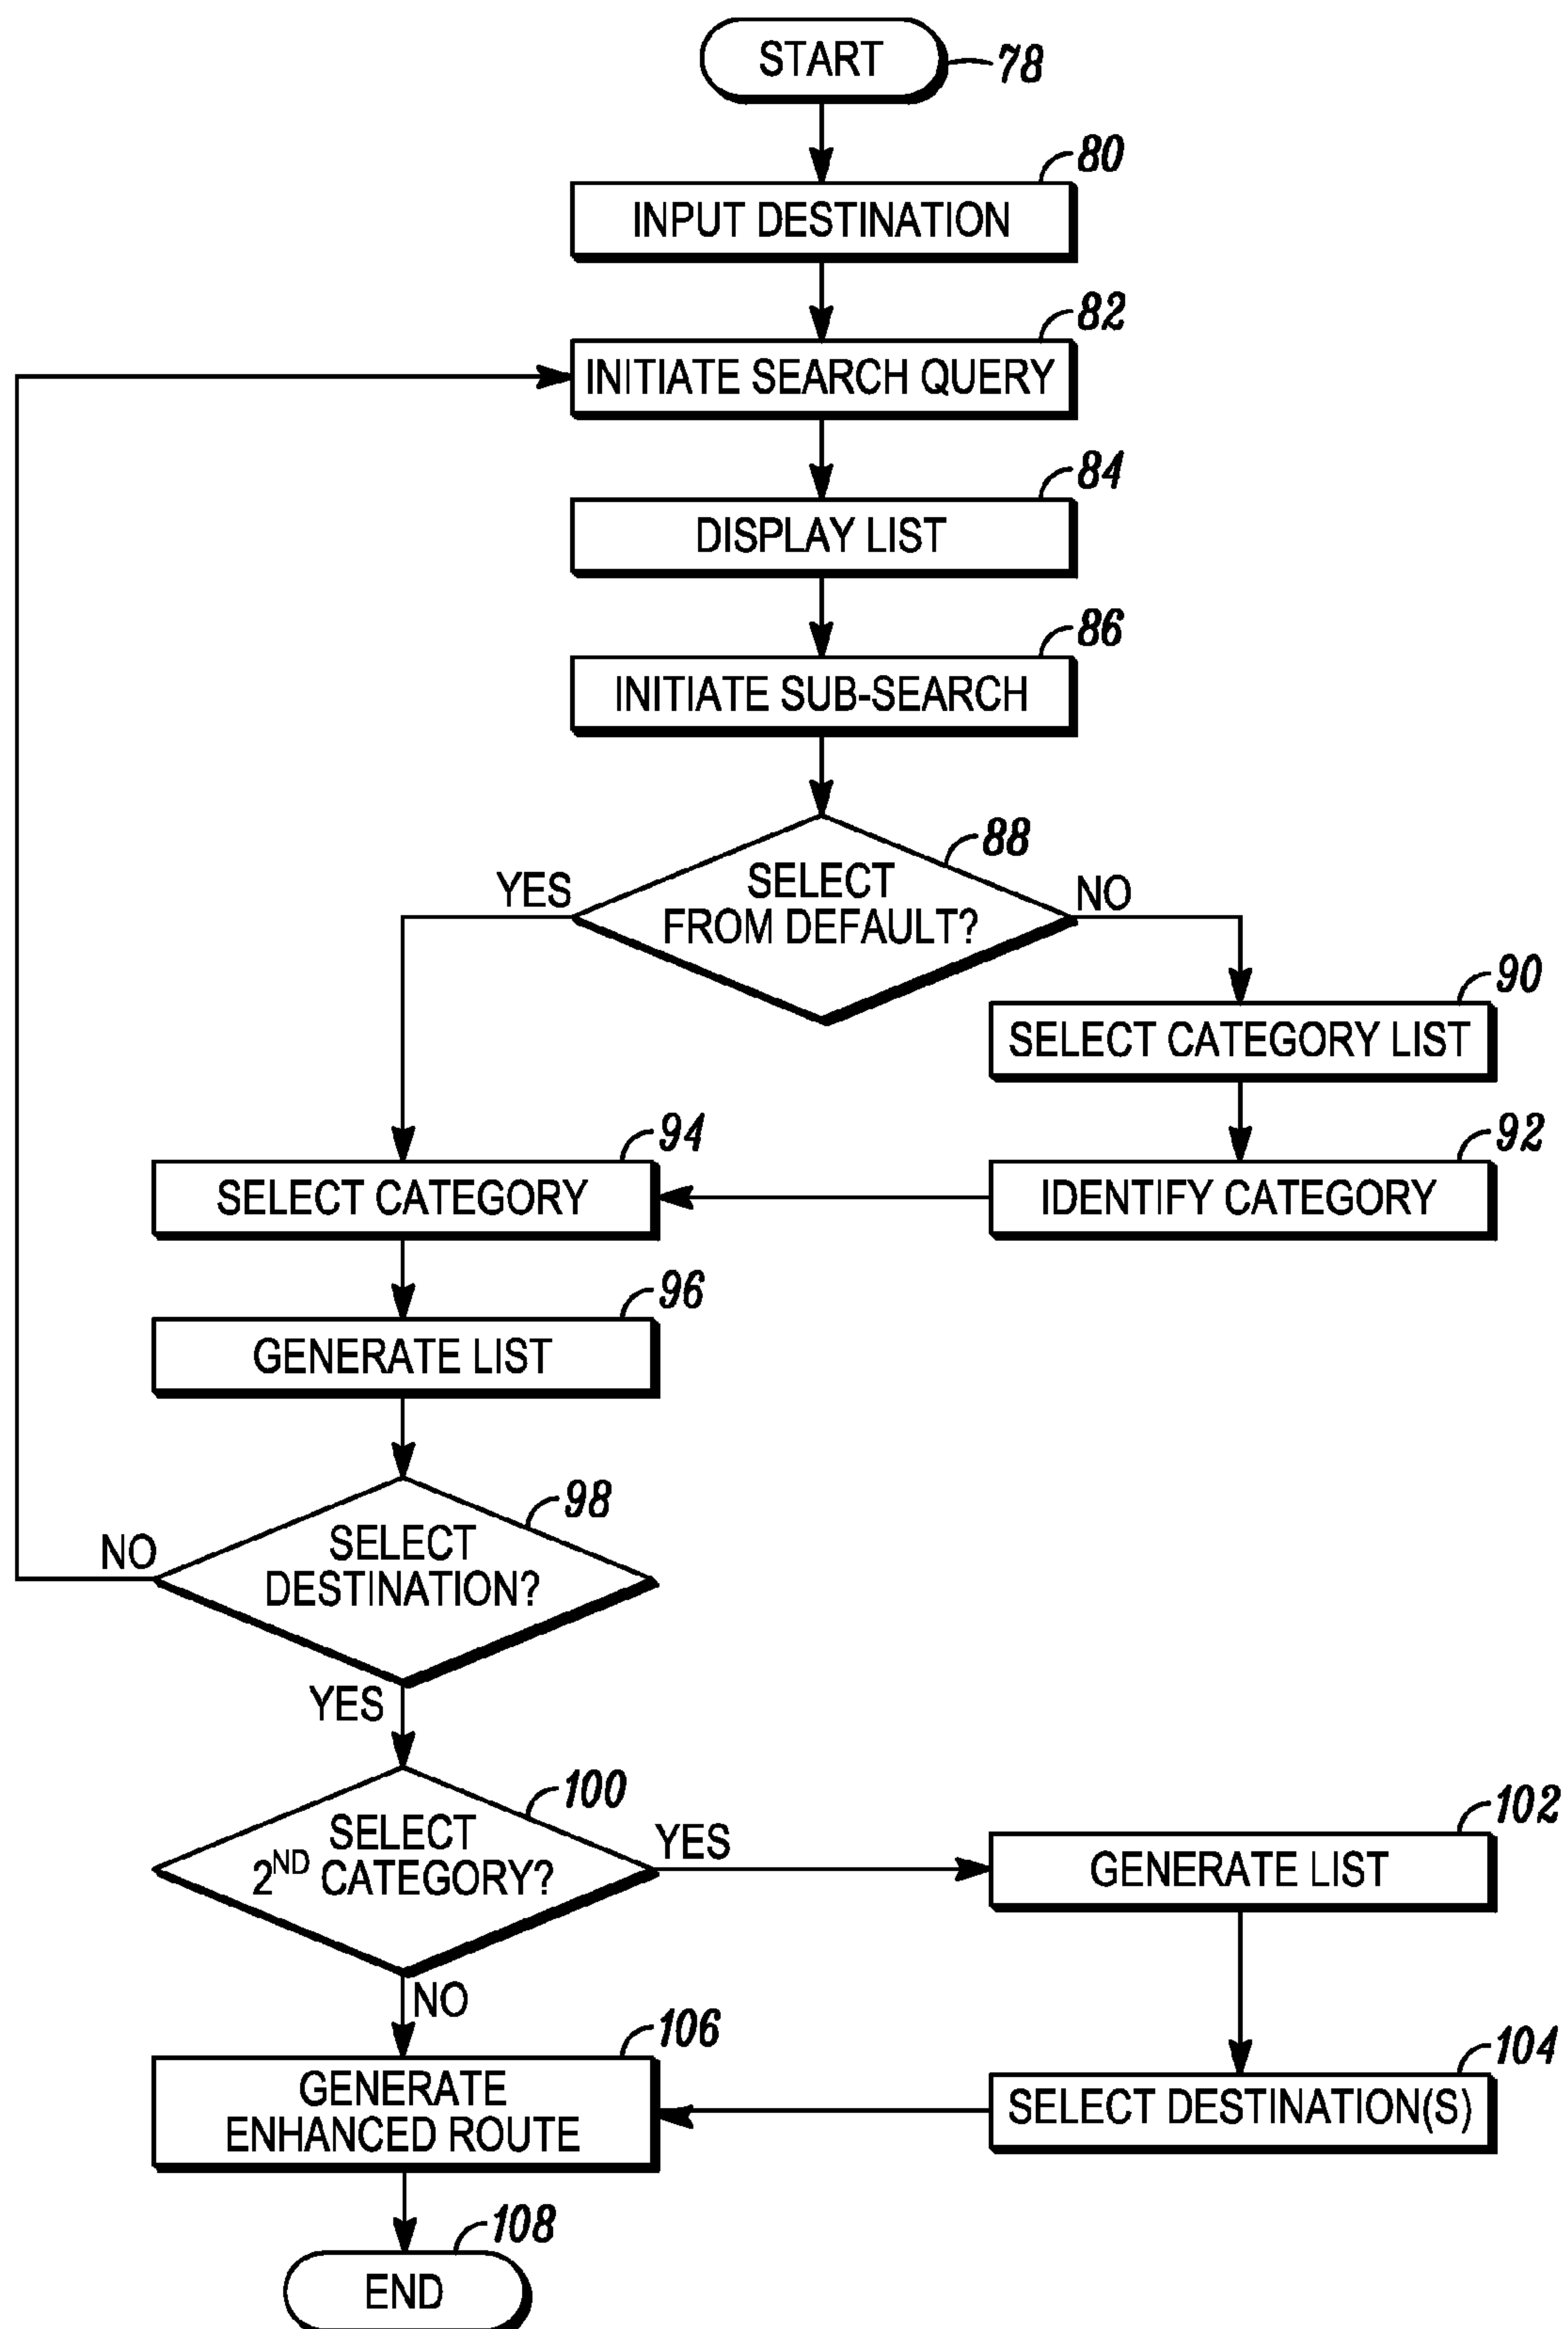 START
78
80
INPUT DESTINATION
82
INITIATE SEARCH QUERY
84
DISPLAY LIST
86
INITIATE SUB-SEARCH
88
SELECT
FROM DEFAULT?
YES
NO
90
SELECT CATEGORY LIST
94
SELECT CATEGORY
92
IDENTIFY CATEGORY
96
GENERATE LIST
98
SELECT
DESTINATION?
NO
YES
100
SELECT
2ND CATEGORY?
YES
102
GENERATE LIST
NO
106
GENERATE
ENHANCED ROUTE
104
SELECT DESTINATION(S)
108
END